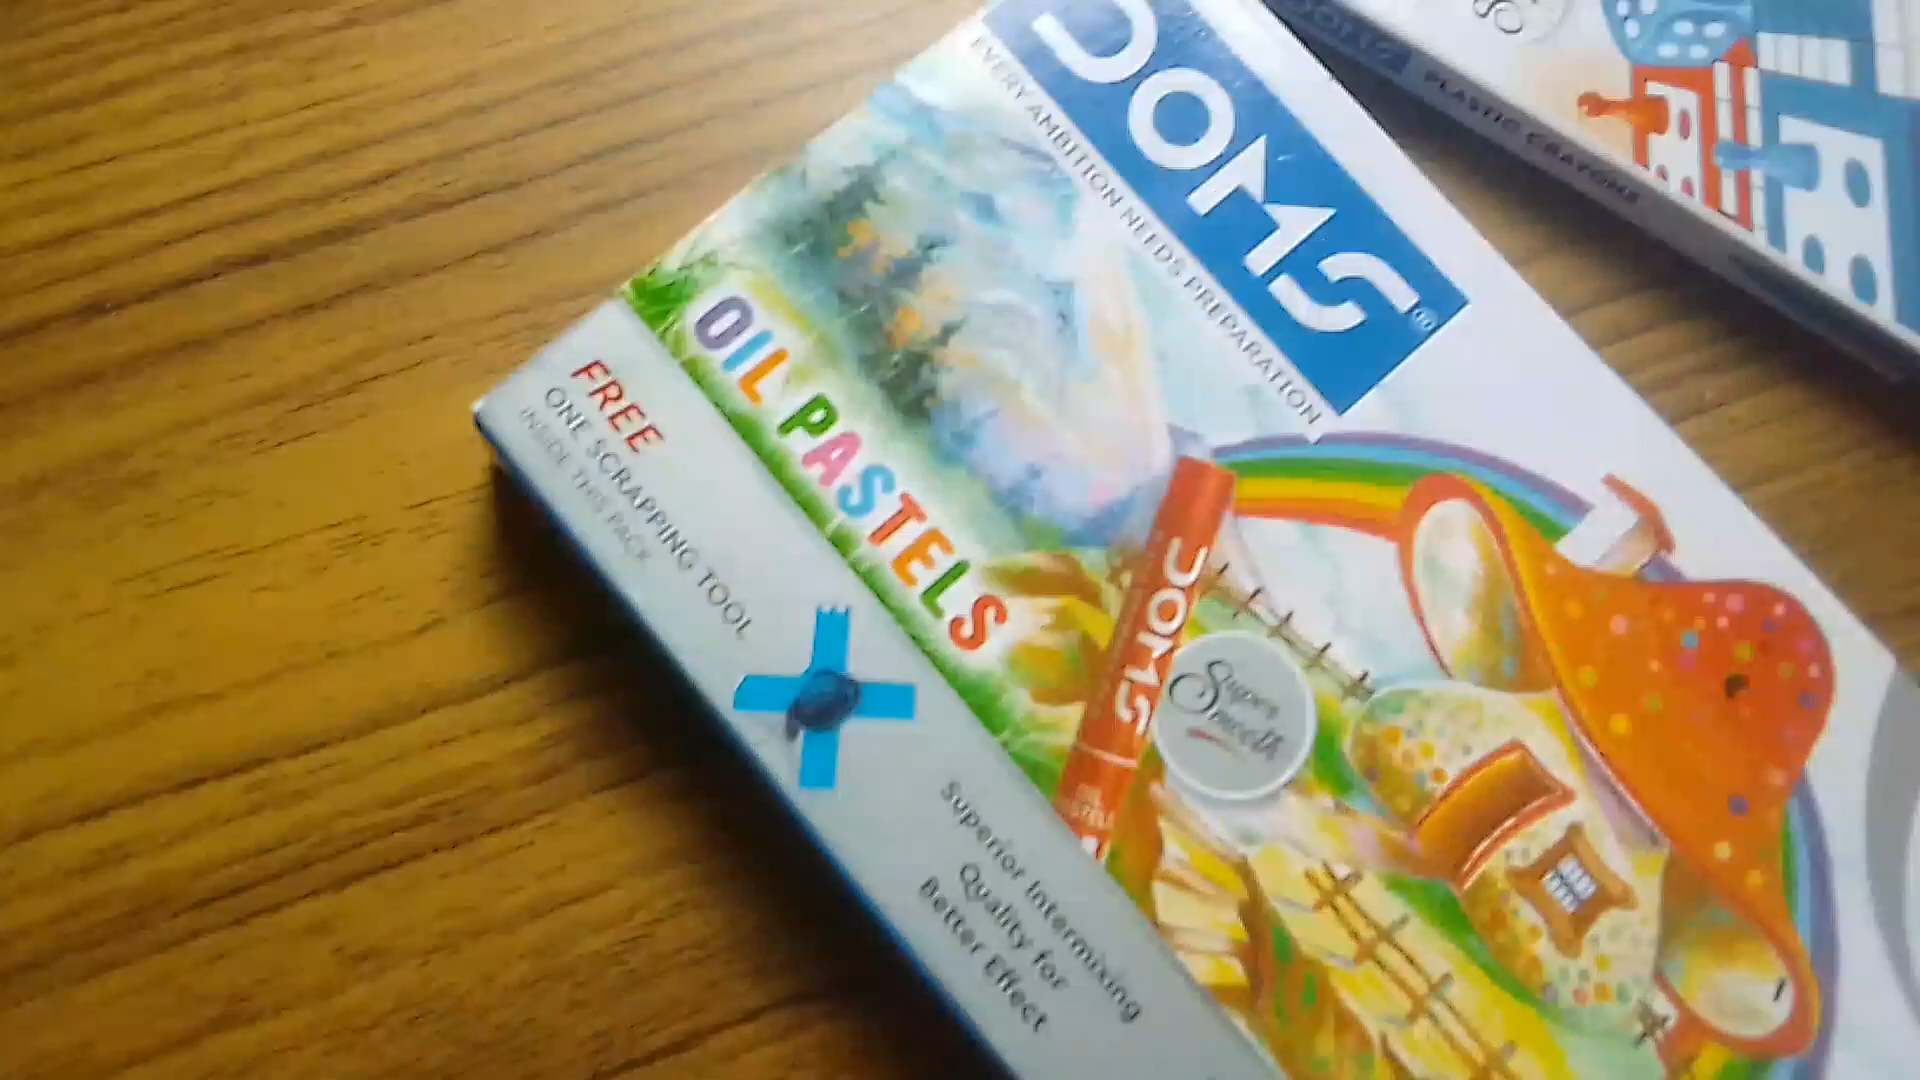 DOMS
EVERY AMBITION NEEDS PREPARATION
OIL PASTELS
DOMS
Super
Smooth
FREE
ONE SCRAPPING TOOL
INSIDE THIS PACK
Superior Intermixing
Quality for
Better Effect
DOMS
PLASTIC CRAYONS